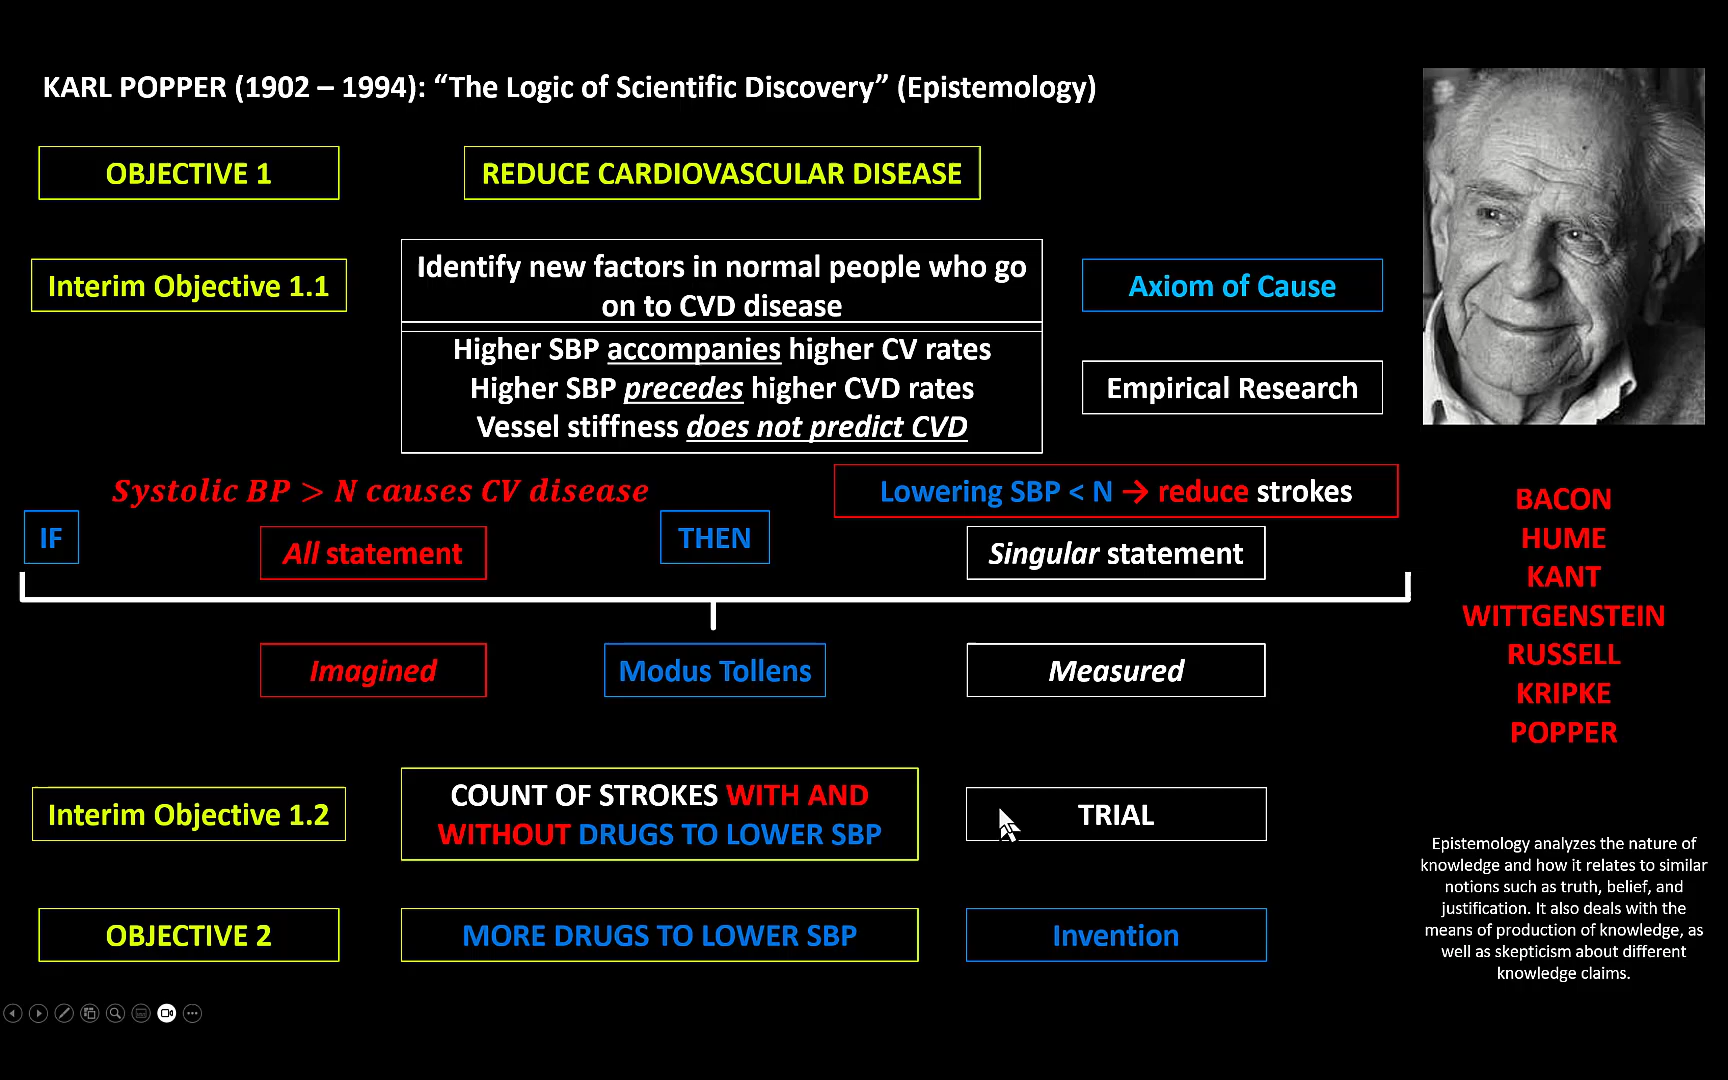 KARL POPPER (1902 – 1994): “The Logic of Scientific Discovery” (Epistemology)
OBJECTIVE 1
REDUCE CARDIOVASCULAR DISEASE
Interim Objective 1.1
Identify new factors in normal people who go
on to CVD disease
Axiom of Cause
Higher SBP accompanies higher CV rates
Higher SBP precedes higher CVD rates
Vessel stiffness does not predict CVD
Empirical Research
Systolic BP > N causes CV disease
Lowering SBP < N → reduce strokes
IF
All statement
THEN
Singular statement
Imagined
Modus Tollens
Measured
BACON
HUME
KANT
WITTGENSTEIN
RUSSELL
KRIPKE
POPPER
Interim Objective 1.2
COUNT OF STROKES WITH AND
WITHOUT DRUGS TO LOWER SBP
TRIAL
OBJECTIVE 2
MORE DRUGS TO LOWER SBP
Invention
Epistemology analyzes the nature of
knowledge and how it relates to similar
notions such as truth, belief, and
justification. It also deals with the
means of production of knowledge, as
well as skepticism about different
knowledge claims.